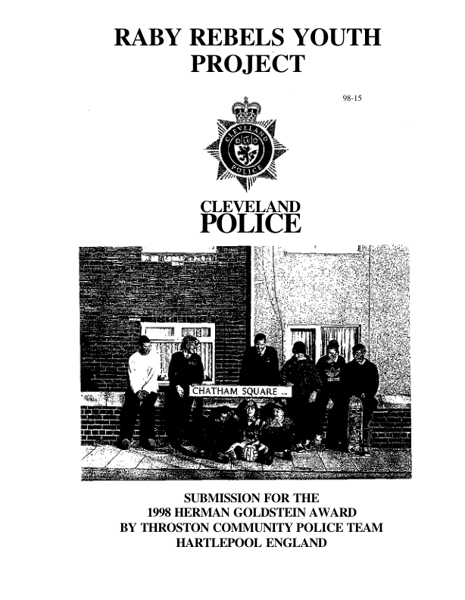 RABY REBELS YOUTH
PROJECT
98-15
CLEVELAND
POLICE
CLEVELAND
POLICE
CHATHAM SQUARE
SUBMISSION FOR THE
1998 HERMAN GOLDSTEIN AWARD
BY THROSTON COMMUNITY POLICE TEAM
HARTLEPOOL ENGLAND